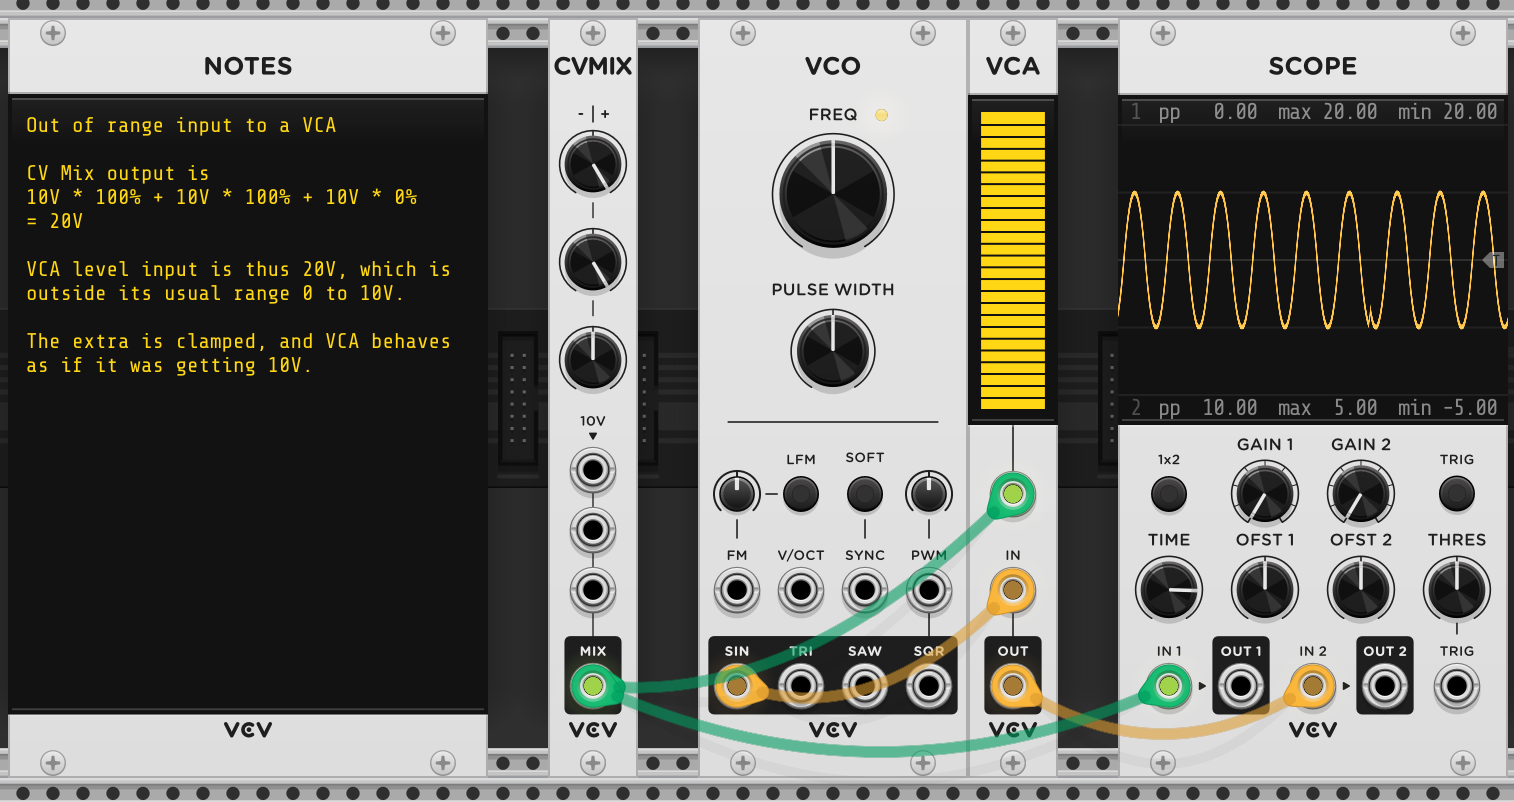 NOTES
Out of range input to a VCA
CV Mix output is
10V * 100% + 10V * 100% + 10V * 0%
= 20V
VCA level input is thus 20V, which is
outside its usual range 0 to 10V.
The extra is clamped, and VCA behaves
as if it was getting 10V.
VCV
CVMIX
- | +
10V
MIX
VCV
VCO
FREQ
PULSE WIDTH
LFM SOFT
FM V/OCT SYNC PWM
SIN TRI SAW SQR
VCV
VCA
IN
OUT
VCV
SCOPE
1 pp 0.00 max 20.00 min 20.00
T
2 pp 10.00 max 5.00 min -5.00
1x2 GAIN 1 GAIN 2 TRIG
TIME OFST 1 OFST 2 THRES
IN 1 OUT 1 IN 2 OUT 2 TRIG
VCV